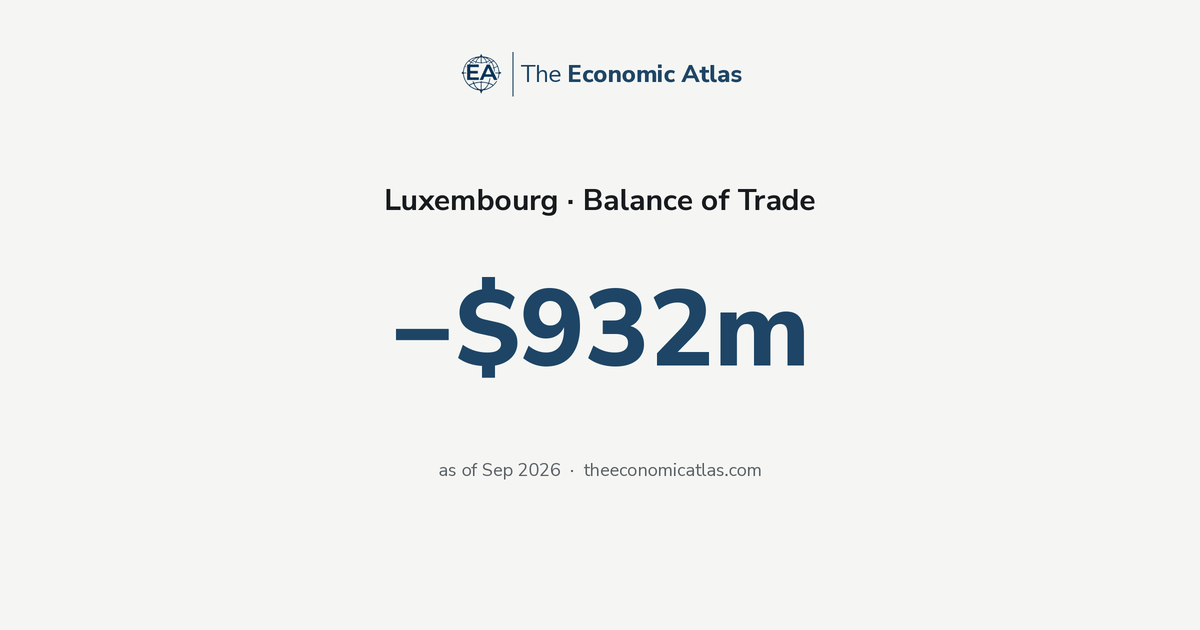 EA The Economic Atlas
Luxembourg · Balance of Trade
−$932m
as of Sep 2026 · theeconomicatlas.com